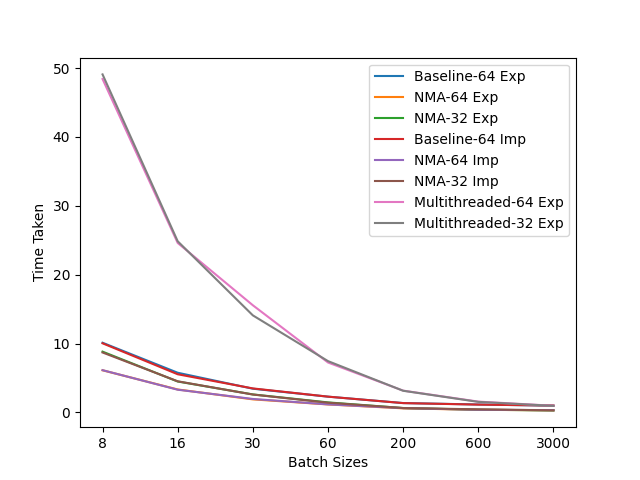 50
40
30
20
10
0
Time Taken
8 16 30 60 200 600 3000
Batch Sizes
Baseline-64 Exp
NMA-64 Exp
NMA-32 Exp
Baseline-64 Imp
NMA-64 Imp
NMA-32 Imp
Multithreaded-64 Exp
Multithreaded-32 Exp